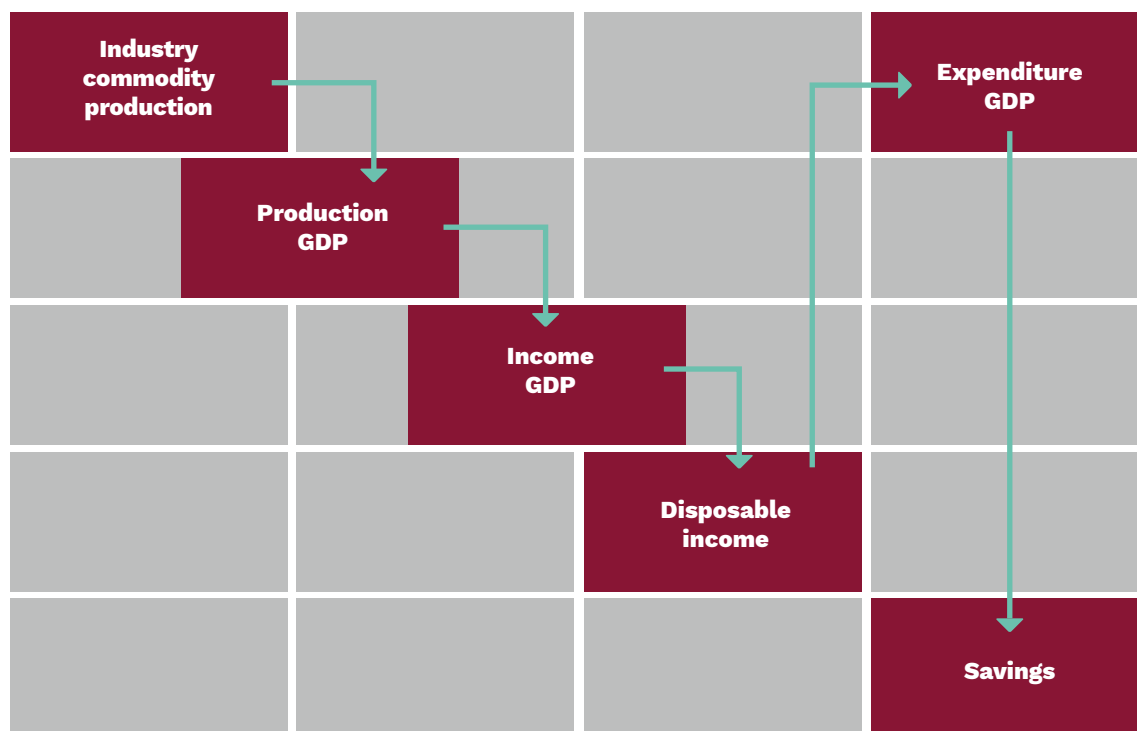 Industry
commodity
production
Expenditure
GDP
Production
GDP
Income
GDP
Disposable
income
Savings